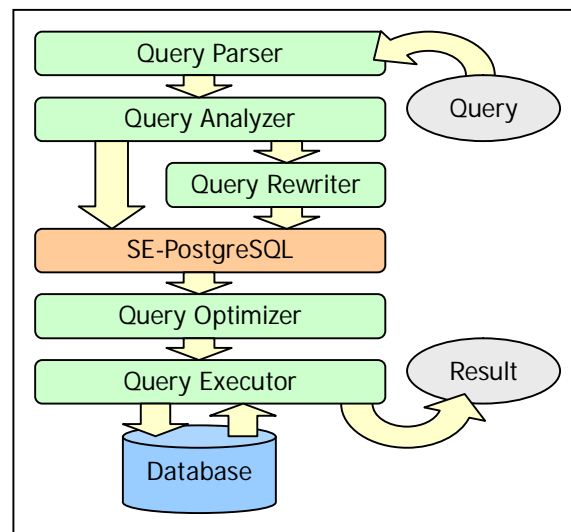 Query Parser
Query
Query Analyzer
Query Rewriter
SE-PostgreSQL
Query Optimizer
Query Executor
Result
Database